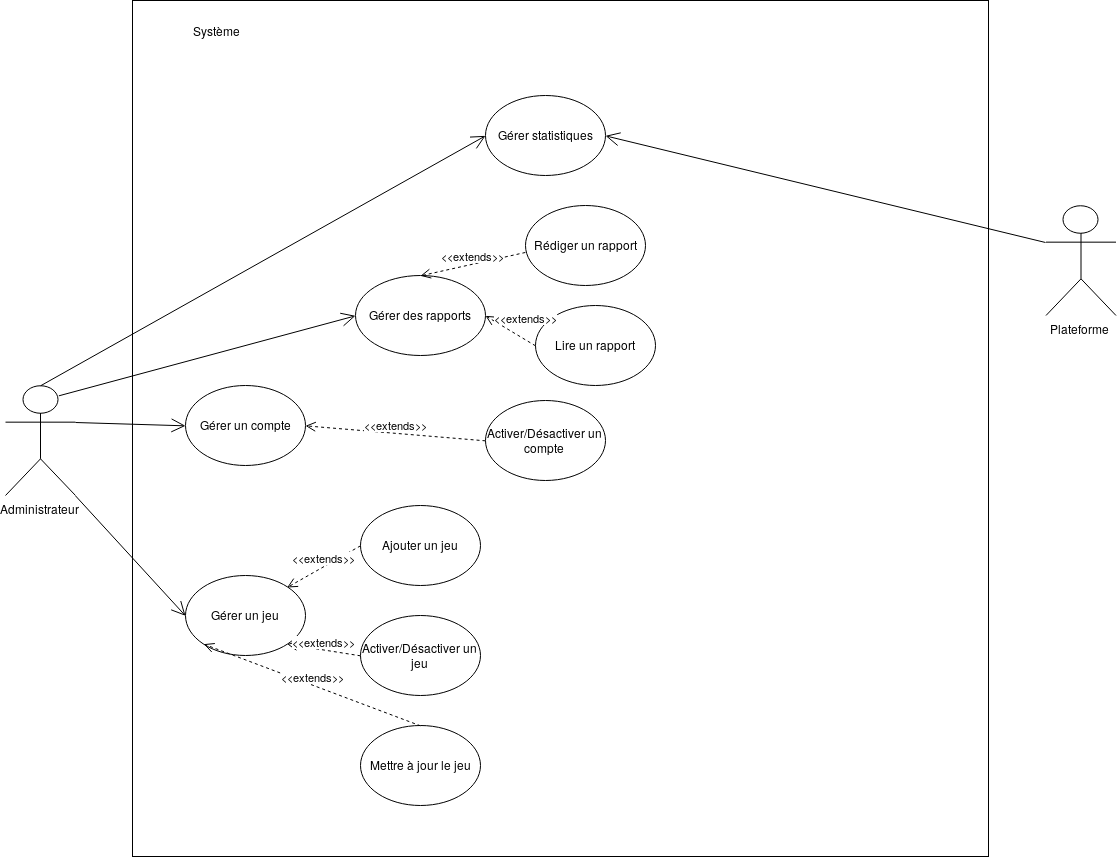 Système
Gérer statistiques
Rédiger un rapport
<<extends>>
Gérer des rapports
<<extends>>
Lire un rapport
Plateforme
Gérer un compte
<<extends>>
Activer/Désactiver un
compte
Administrateur
Ajouter un jeu
<<extends>>
Gérer un jeu
<<extends>>
Activer/Désactiver un
jeu
<<extends>>
Mettre à jour le jeu